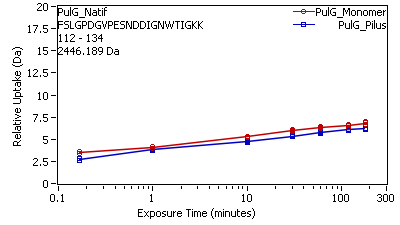 20
17.5
15
12.5
10
7.5
5
2.5
0
Relative Uptake (Da)
PulG_Natif
FSLGPDGVPESNDDIGNWTIGKK
112 - 134
2446.189 Da
PulG_Monomer
PulG_Pilus
0.1 1 10 100 300
Exposure Time (minutes)